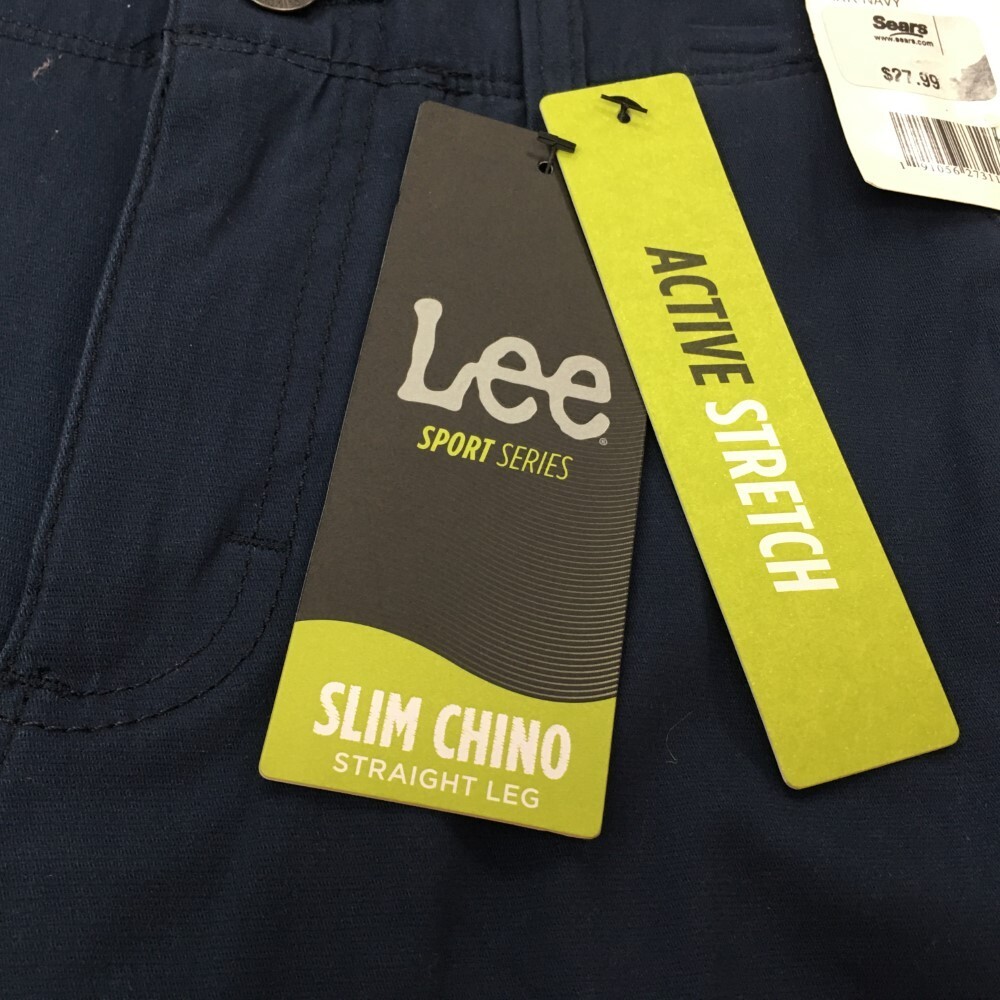 NAVY
Sears
www.sears.com
$27.99
Lee
SPORT SERIES
SLIM CHINO
STRAIGHT LEG
ACTIVE STRETCH